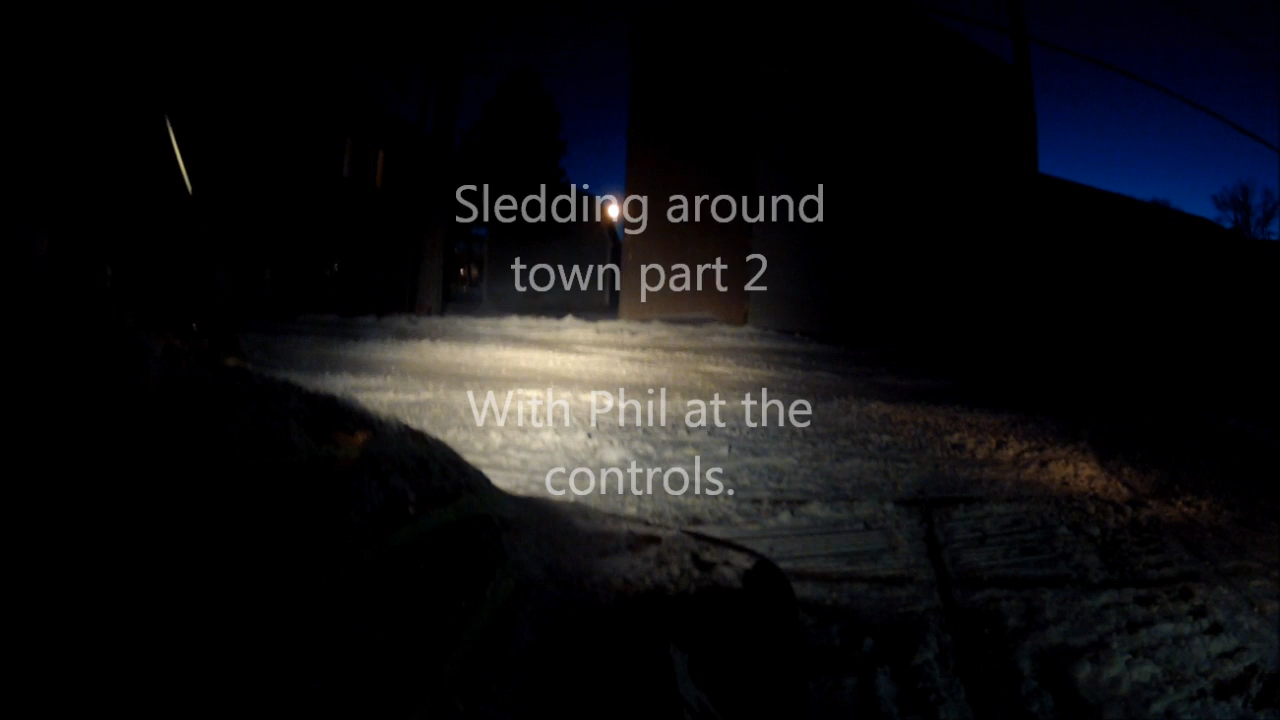 Sledding around
town part 2
With Phil at the
controls.